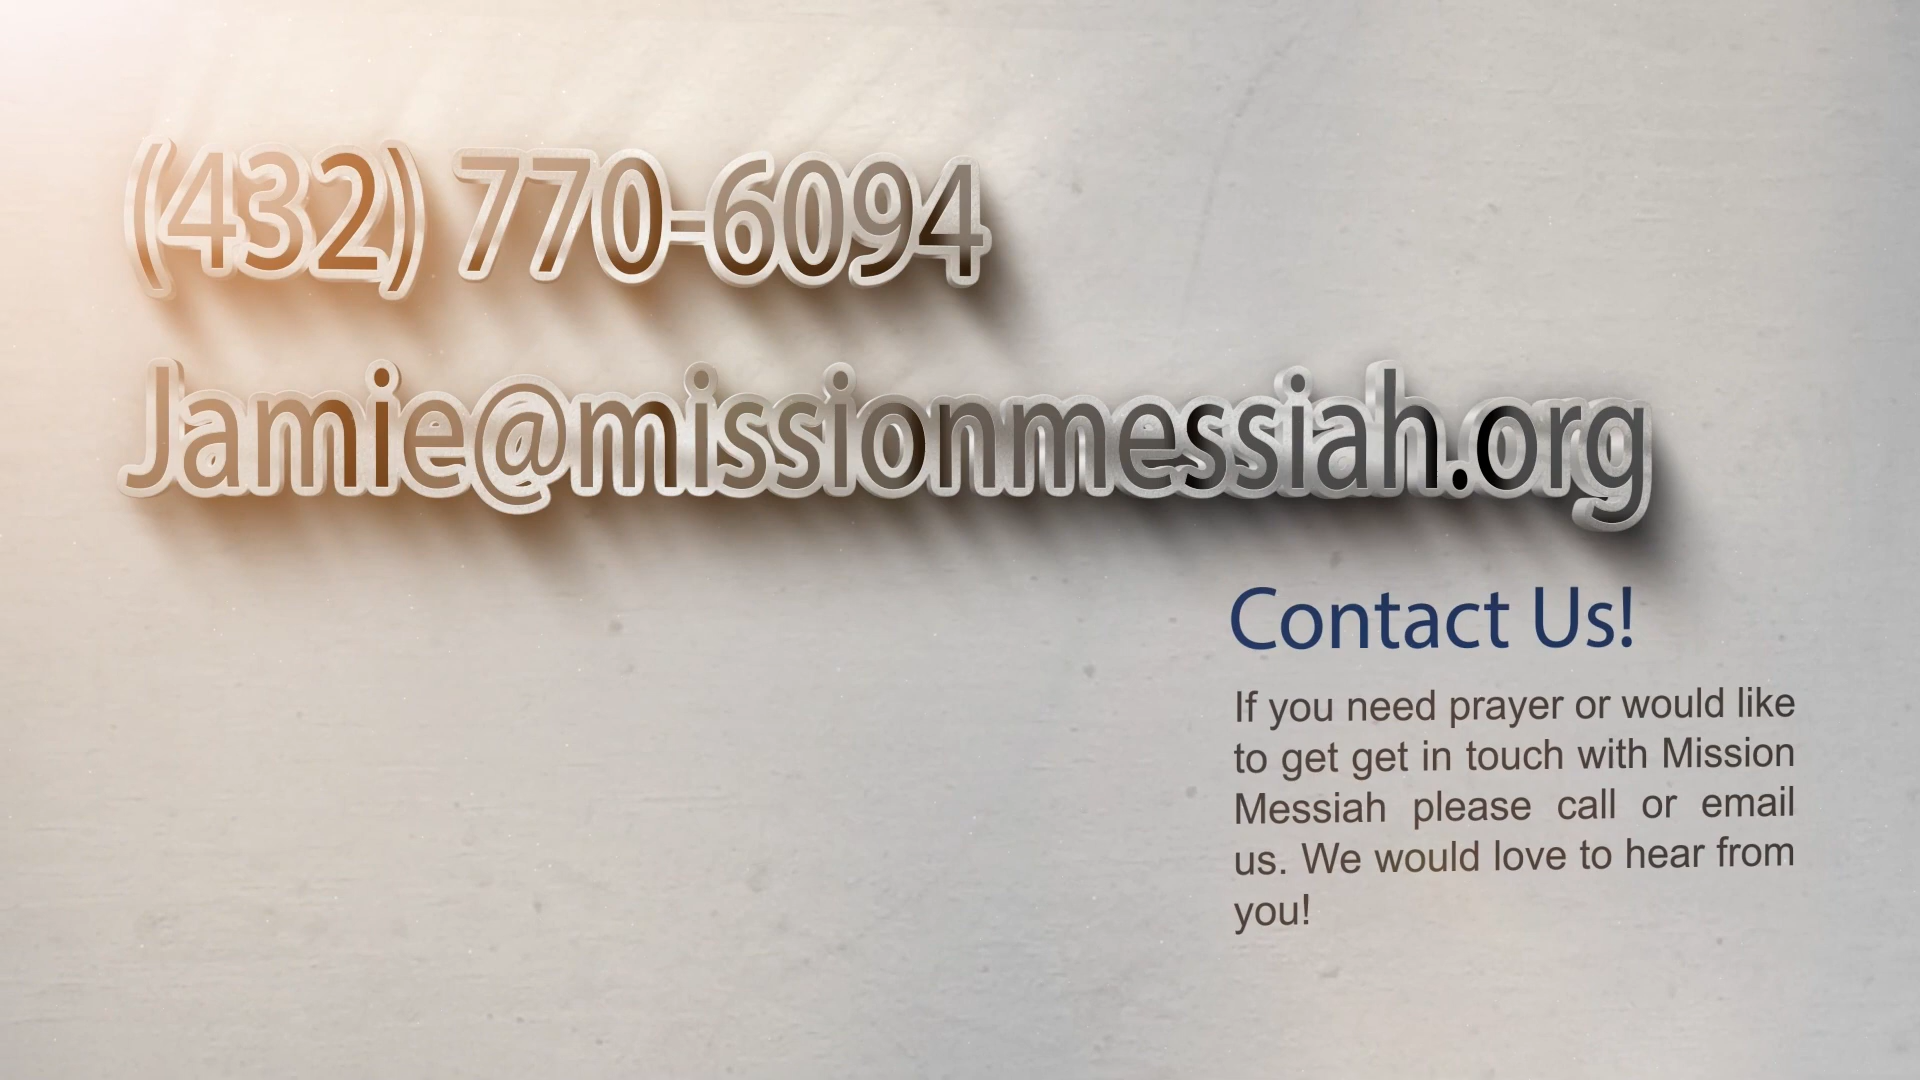 (432) 770-6094
Jamie@missionmessiah.org
Contact Us!
If you need prayer or would like
to get get in touch with Mission
Messiah please call or email
us. We would love to hear from
you!